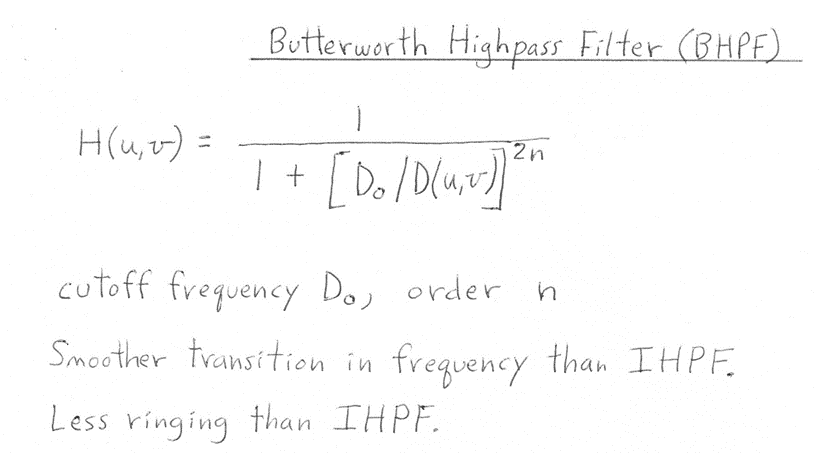 Butterworth Highpass Filter (BHPF)
H(u,v) = 1 / 1 + [D₀/D(u,v)]²ⁿ
cutoff frequency D₀, order n
Smoother transition in frequency than IHPF.
Less ringing than IHPF.